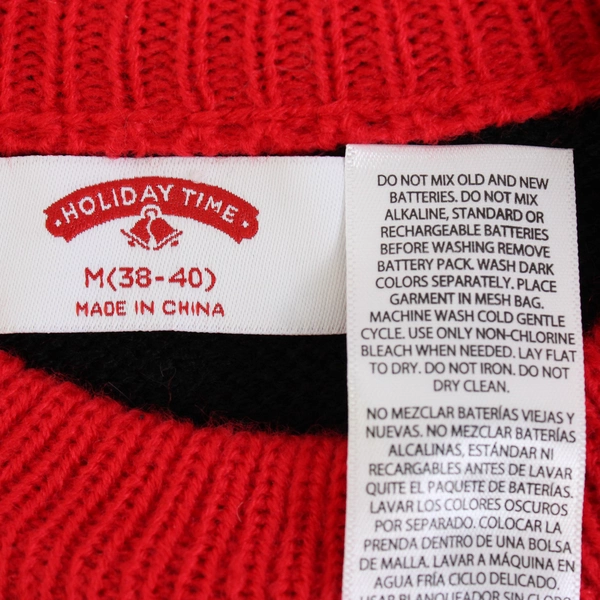 ·HOLIDAY TIME·
M(38-40)
MADE IN CHINA
DO NOT MIX OLD AND NEW
BATTERIES. DO NOT MIX
ALKALINE, STANDARD OR
RECHARGEABLE BATTERIES
BEFORE WASHING REMOVE
BATTERY PACK. WASH DARK
COLORS SEPARATELY. PLACE
GARMENT IN MESH BAG.
MACHINE WASH COLD GENTLE
CYCLE. USE ONLY NON-CHLORINE
BLEACH WHEN NEEDED. LAY FLAT
TO DRY. DO NOT IRON. DO NOT
DRY CLEAN.
NO MEZCLAR BATERÍAS VIEJAS Y
NUEVAS. NO MEZCLAR BATERÍAS
ALCALINAS, ESTÁNDAR NI
RECARGABLES ANTES DE LAVAR
QUITE EL PAQUETE DE BATERÍAS.
LAVAR LOS COLORES OSCUROS
POR SEPARADO. COLOCAR LA
PRENDA DENTRO DE UNA BOLSA
DE MALLA. LAVAR A MÁQUINA EN
AGUA FRÍA CICLO DELICADO.
USAR BLANQUEADOR SIN CLORO